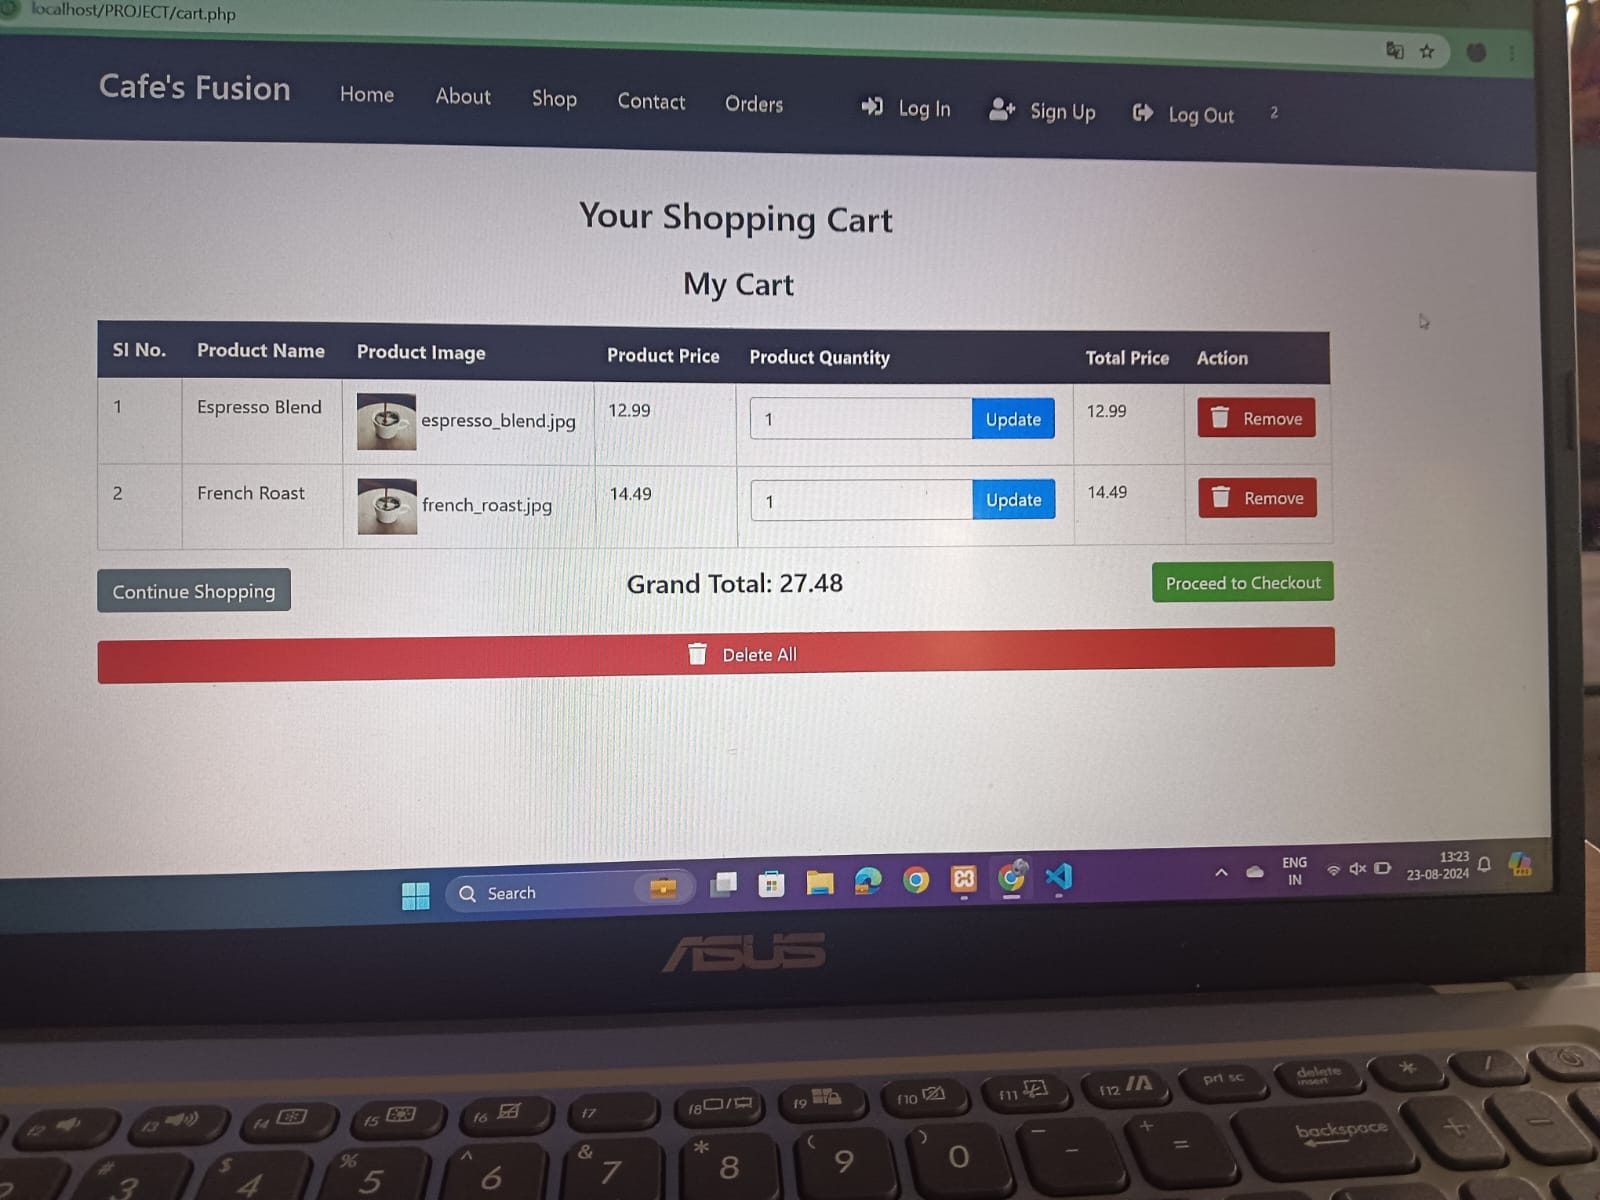 localhost/PROJECT/cart.php
Cafe's Fusion Home About Shop Contact Orders Log In Sign Up Log Out 2
Your Shopping Cart
My Cart
Sl No. Product Name Product Image Product Price Product Quantity Total Price Action
1 Espresso Blend espresso_blend.jpg 12.99 1 Update 12.99 Remove
2 French Roast french_roast.jpg 14.49 1 Update 14.49 Remove
Continue Shopping Grand Total: 27.48 Proceed to Checkout
Delete All
Search ENG 13:23
IN 23-08-2024
ASUS
f2 f3 f4 f5 f6 f7 f8 f9 f10 f11 f12 prt sc delete * /
insert
# $ % ^ & * ( ) — + backspace + −
3 4 5 6 7 8 9 0 - =